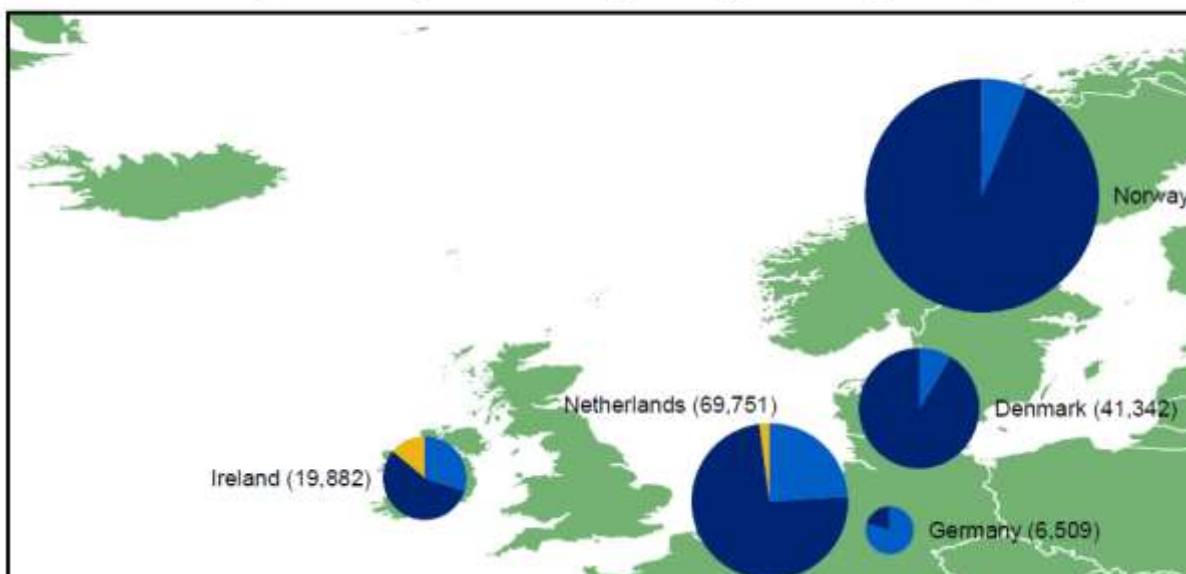 Norway
Netherlands (69,751)
Denmark (41,342)
Ireland (19,882)
Germany (6,509)